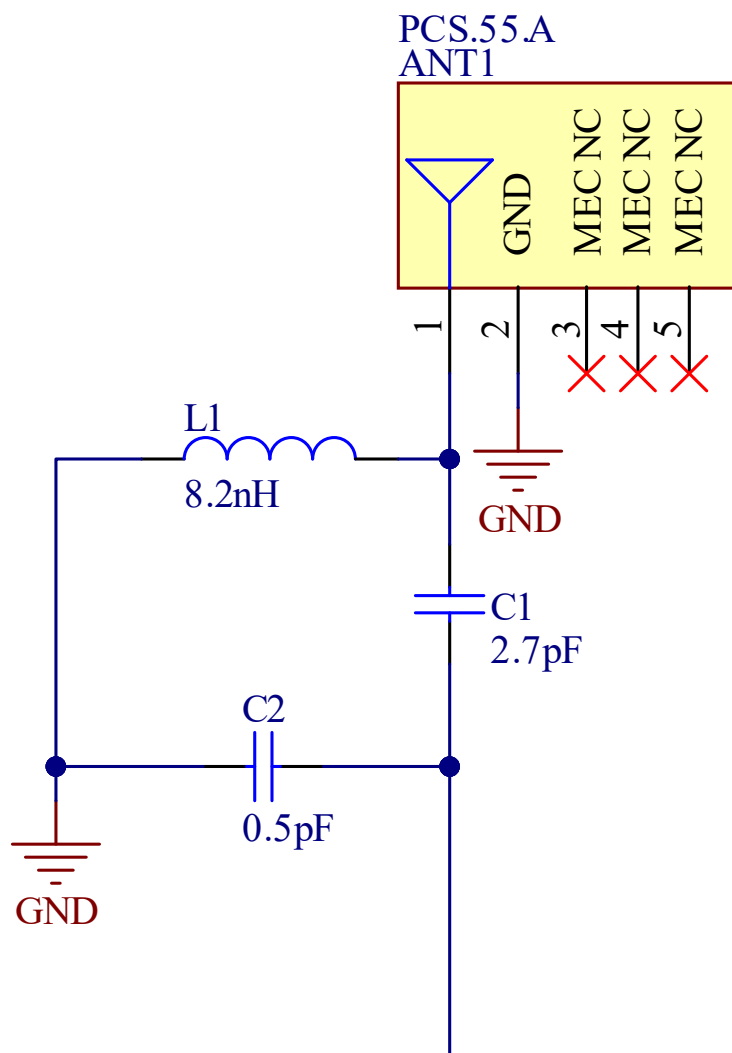 PCS.55.A
ANT1
GND
MEC NC
MEC NC
MEC NC
1
2
3
4
5
L1
8.2nH
GND
C1
2.7pF
C2
0.5pF
GND